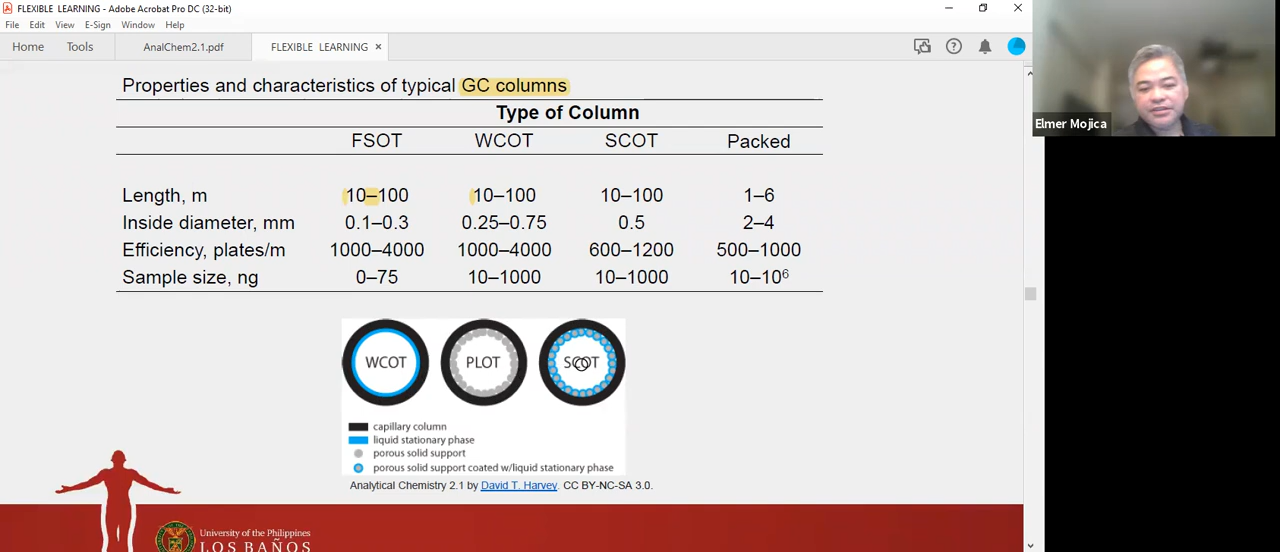 FLEXIBLE LEARNING - Adobe Acrobat Pro DC (32-bit)
File Edit View E-Sign Window Help
Home Tools AnalChem2.1.pdf FLEXIBLE LEARNING ×
Properties and characteristics of typical GC columns
Type of Column
FSOT WCOT SCOT Packed
Length, m 10–100 10–100 10–100 1–6
Inside diameter, mm 0.1–0.3 0.25–0.75 0.5 2–4
Efficiency, plates/m 1000–4000 1000–4000 600–1200 500–1000
Sample size, ng 0–75 10–1000 10–1000 10–10⁶
WCOT PLOT SCOT
capillary column
liquid stationary phase
porous solid support
porous solid support coated w/liquid stationary phase
Analytical Chemistry 2.1 by David T. Harvey. CC BY-NC-SA 3.0.
University of the Philippines
LOS BAÑOS
Elmer Mojica